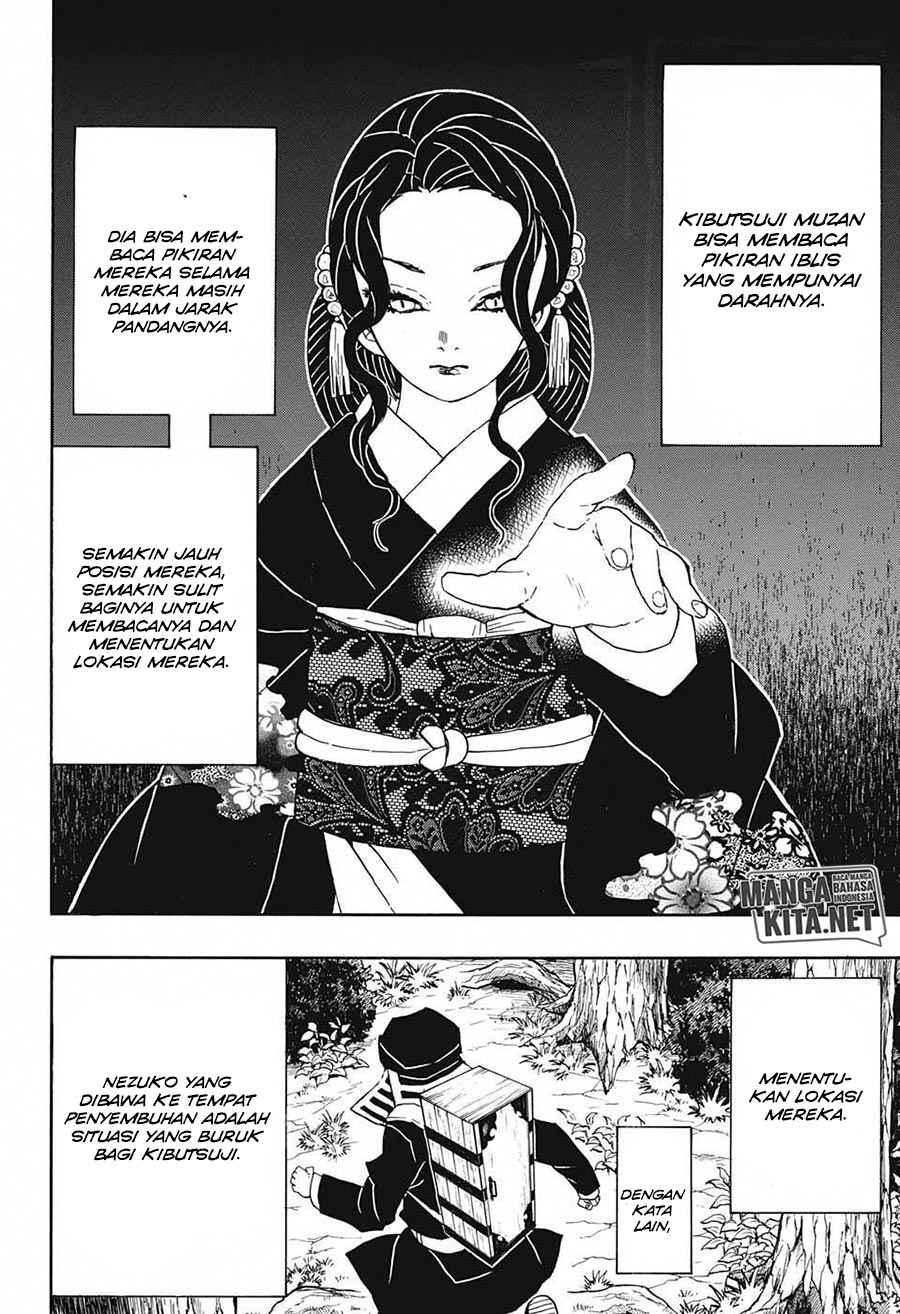 KIBUTSUJI MUZAN
BISA MEMBACA
PIKIRAN IBLIS
YANG MEMPUNYAI
DARAHNYA.
DIA BISA MEM-
BACA PIKIRAN
MEREKA SELAMA
MEREKA MASIH
DALAM JARAK
PANDANGNYA.
SEMAKIN JAUH
POSISI MEREKA,
SEMAKIN SULIT
BAGINYA UNTUK
MEMBACANYA DAN
MENENTUKAN
LOKASI MEREKA.
MANGA
BACA MANGA
BAHASA
INDONESIA
KITA.NET
MENENTU-
KAN LOKASI
MEREKA.
DENGAN
KATA
LAIN,
NEZUKO YANG
DIBAWA KE TEMPAT
PENYEMBUHAN ADALAH
SITUASI YANG BURUK
BAGI KIBUTSUJI.